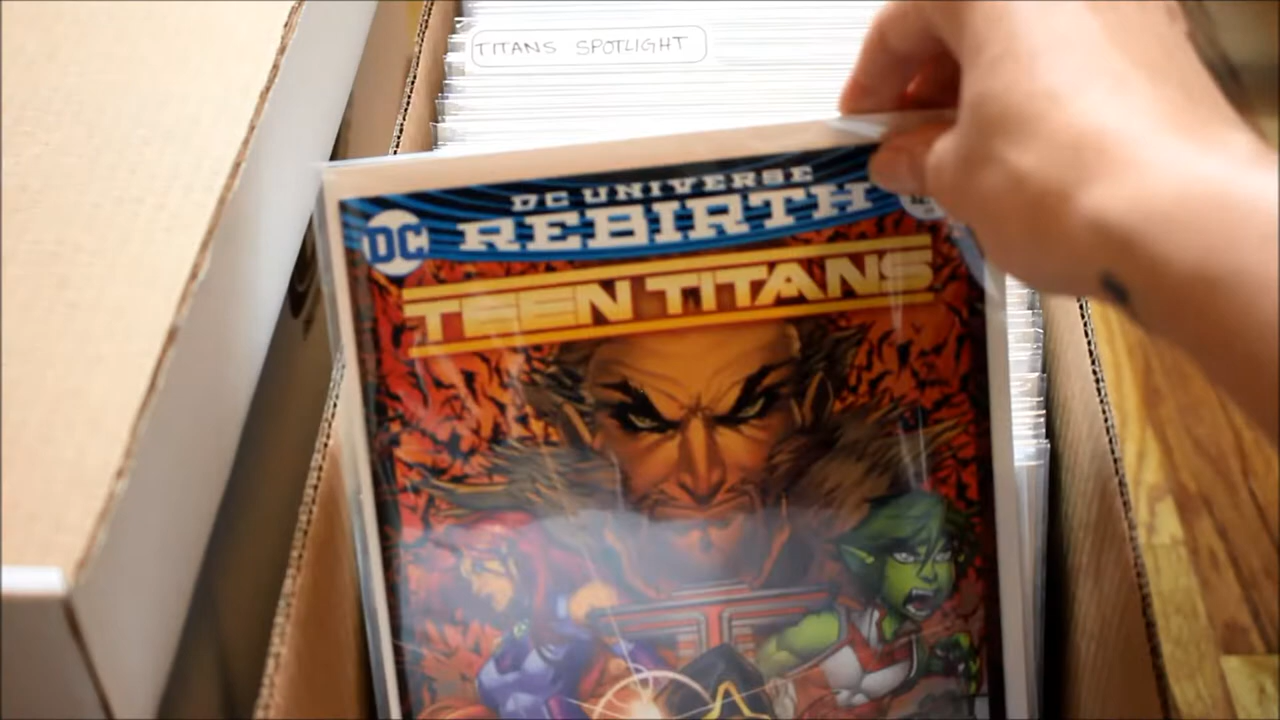 TITANS SPOTLIGHT
DC UNIVERSE
REBIRTH
DC
TEEN TITANS